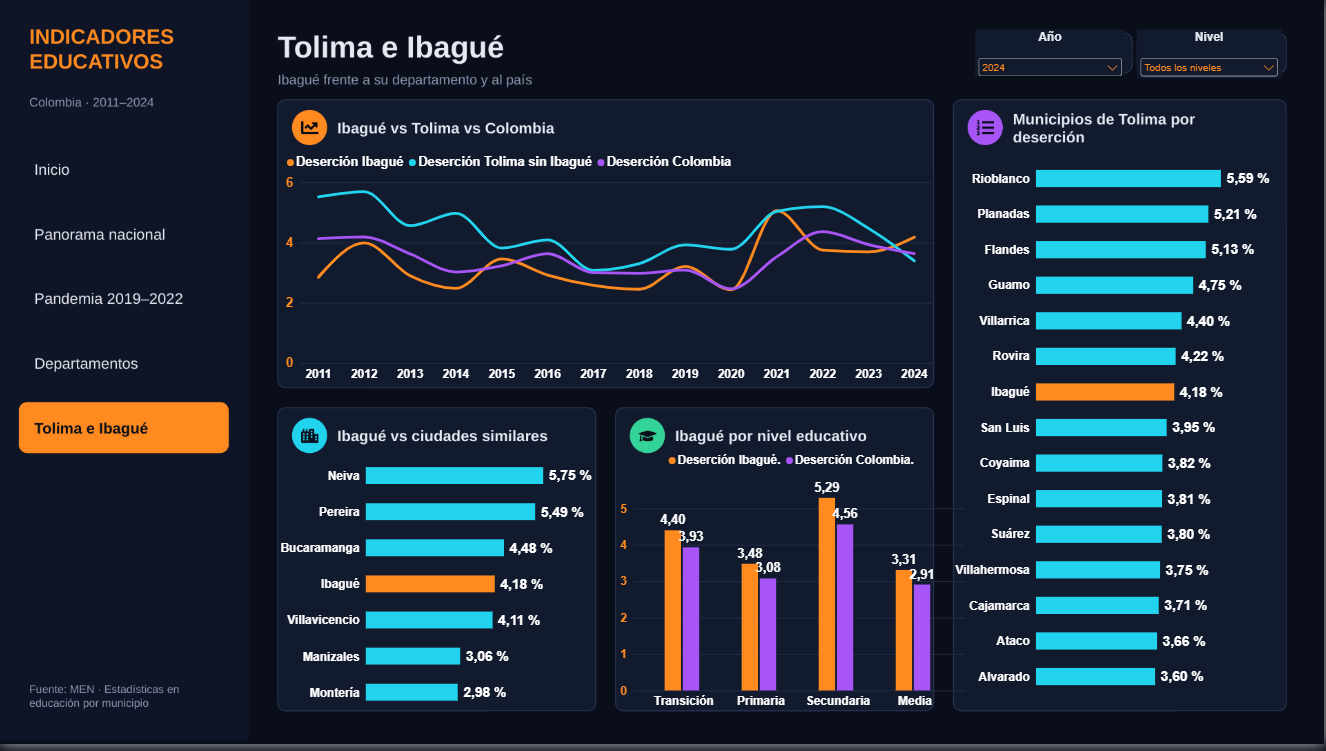 INDICADORES
EDUCATIVOS
Colombia · 2011–2024
Inicio
Panorama nacional
Pandemia 2019–2022
Departamentos
Tolima e Ibagué
Fuente: MEN · Estadísticas en
educación por municipio
Tolima e Ibagué
Ibagué frente a su departamento y al país
Año
2024
Nivel
Todos los niveles
Ibagué vs Tolima vs Colombia
Deserción Ibagué Deserción Tolima sin Ibagué Deserción Colombia
6
4
2
0
2011 2012 2013 2014 2015 2016 2017 2018 2019 2020 2021 2022 2023 2024
Ibagué vs ciudades similares
Neiva 5,75 %
Pereira 5,49 %
Bucaramanga 4,48 %
Ibagué 4,18 %
Villavicencio 4,11 %
Manizales 3,06 %
Montería 2,98 %
Ibagué por nivel educativo
Deserción Ibagué. Deserción Colombia.
5
4
3
2
1
0
4,40 3,93 3,48 3,08 5,29 4,56 3,31 2,91
Transición Primaria Secundaria Media
Municipios de Tolima por
deserción
Rioblanco 5,59 %
Planadas 5,21 %
Flandes 5,13 %
Guamo 4,75 %
Villarrica 4,40 %
Rovira 4,22 %
Ibagué 4,18 %
San Luis 3,95 %
Coyaima 3,82 %
Espinal 3,81 %
Suárez 3,80 %
Villahermosa 3,75 %
Cajamarca 3,71 %
Ataco 3,66 %
Alvarado 3,60 %